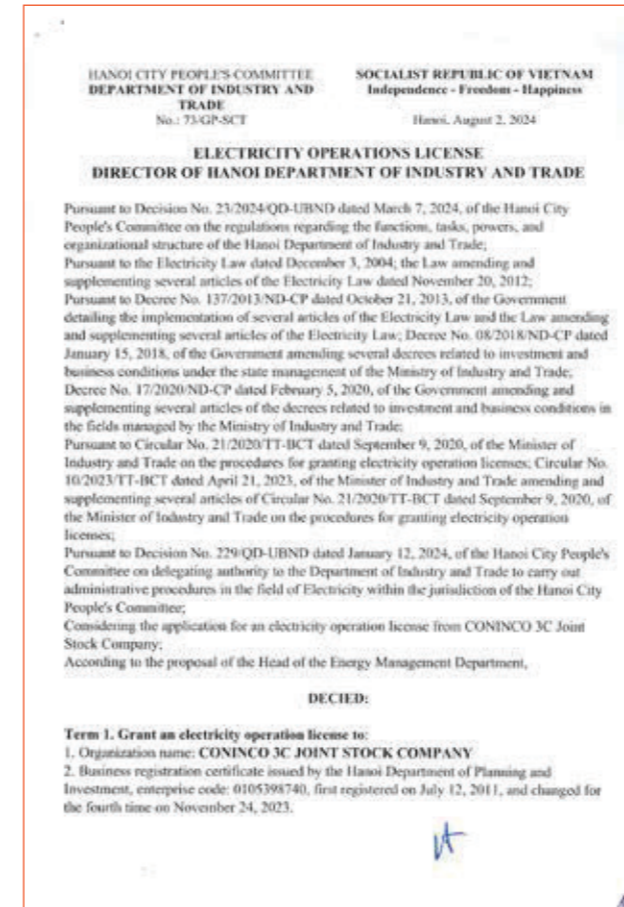 HANOI CITY PEOPLE'S COMMITTEE
DEPARTMENT OF INDUSTRY AND
TRADE
No.: 73/GP-SCT
SOCIALIST REPUBLIC OF VIETNAM
Independence - Freedom - Happiness
Hanoi, August 2, 2024
ELECTRICITY OPERATIONS LICENSE
DIRECTOR OF HANOI DEPARTMENT OF INDUSTRY AND TRADE
Pursuant to Decision No. 23/2024/QD-UBND dated March 7, 2024, of the Hanoi City
People's Committee on the regulations regarding the functions, tasks, powers, and
organizational structure of the Hanoi Department of Industry and Trade;
Pursuant to the Electricity Law dated December 3, 2004; the Law amending and
supplementing several articles of the Electricity Law dated November 20, 2012;
Pursuant to Decree No. 137/2013/ND-CP dated October 21, 2013, of the Government
detailing the implementation of several articles of the Electricity Law and the Law amending
and supplementing several articles of the Electricity Law; Decree No. 08/2018/ND-CP dated
January 15, 2018, of the Government amending several decrees related to investment and
business conditions under the state management of the Ministry of Industry and Trade;
Decree No. 17/2020/ND-CP dated February 5, 2020, of the Government amending and
supplementing several articles of the decrees related to investment and business conditions in
the fields managed by the Ministry of Industry and Trade;
Pursuant to Circular No. 21/2020/TT-BCT dated September 9, 2020, of the Minister of
Industry and Trade on the procedures for granting electricity operation licenses; Circular No.
10/2023/TT-BCT dated April 21, 2023, of the Minister of Industry and Trade amending and
supplementing several articles of Circular No. 21/2020/TT-BCT dated September 9, 2020, of
the Minister of Industry and Trade on the procedures for granting electricity operation
licenses;
Pursuant to Decision No. 229/QD-UBND dated January 12, 2024, of the Hanoi City People's
Committee on delegating authority to the Department of Industry and Trade to carry out
administrative procedures in the field of Electricity within the jurisdiction of the Hanoi City
People's Committee;
Considering the application for an electricity operation license from CONINCO 3C Joint
Stock Company;
According to the proposal of the Head of the Energy Management Department,
DECIED:
Term 1. Grant an electricity operation license to:
1. Organization name: CONINCO 3C JOINT STOCK COMPANY
2. Business registration certificate issued by the Hanoi Department of Planning and
Investment, enterprise code: 0105398740, first registered on July 12, 2011, and changed for
the fourth time on November 24, 2023.